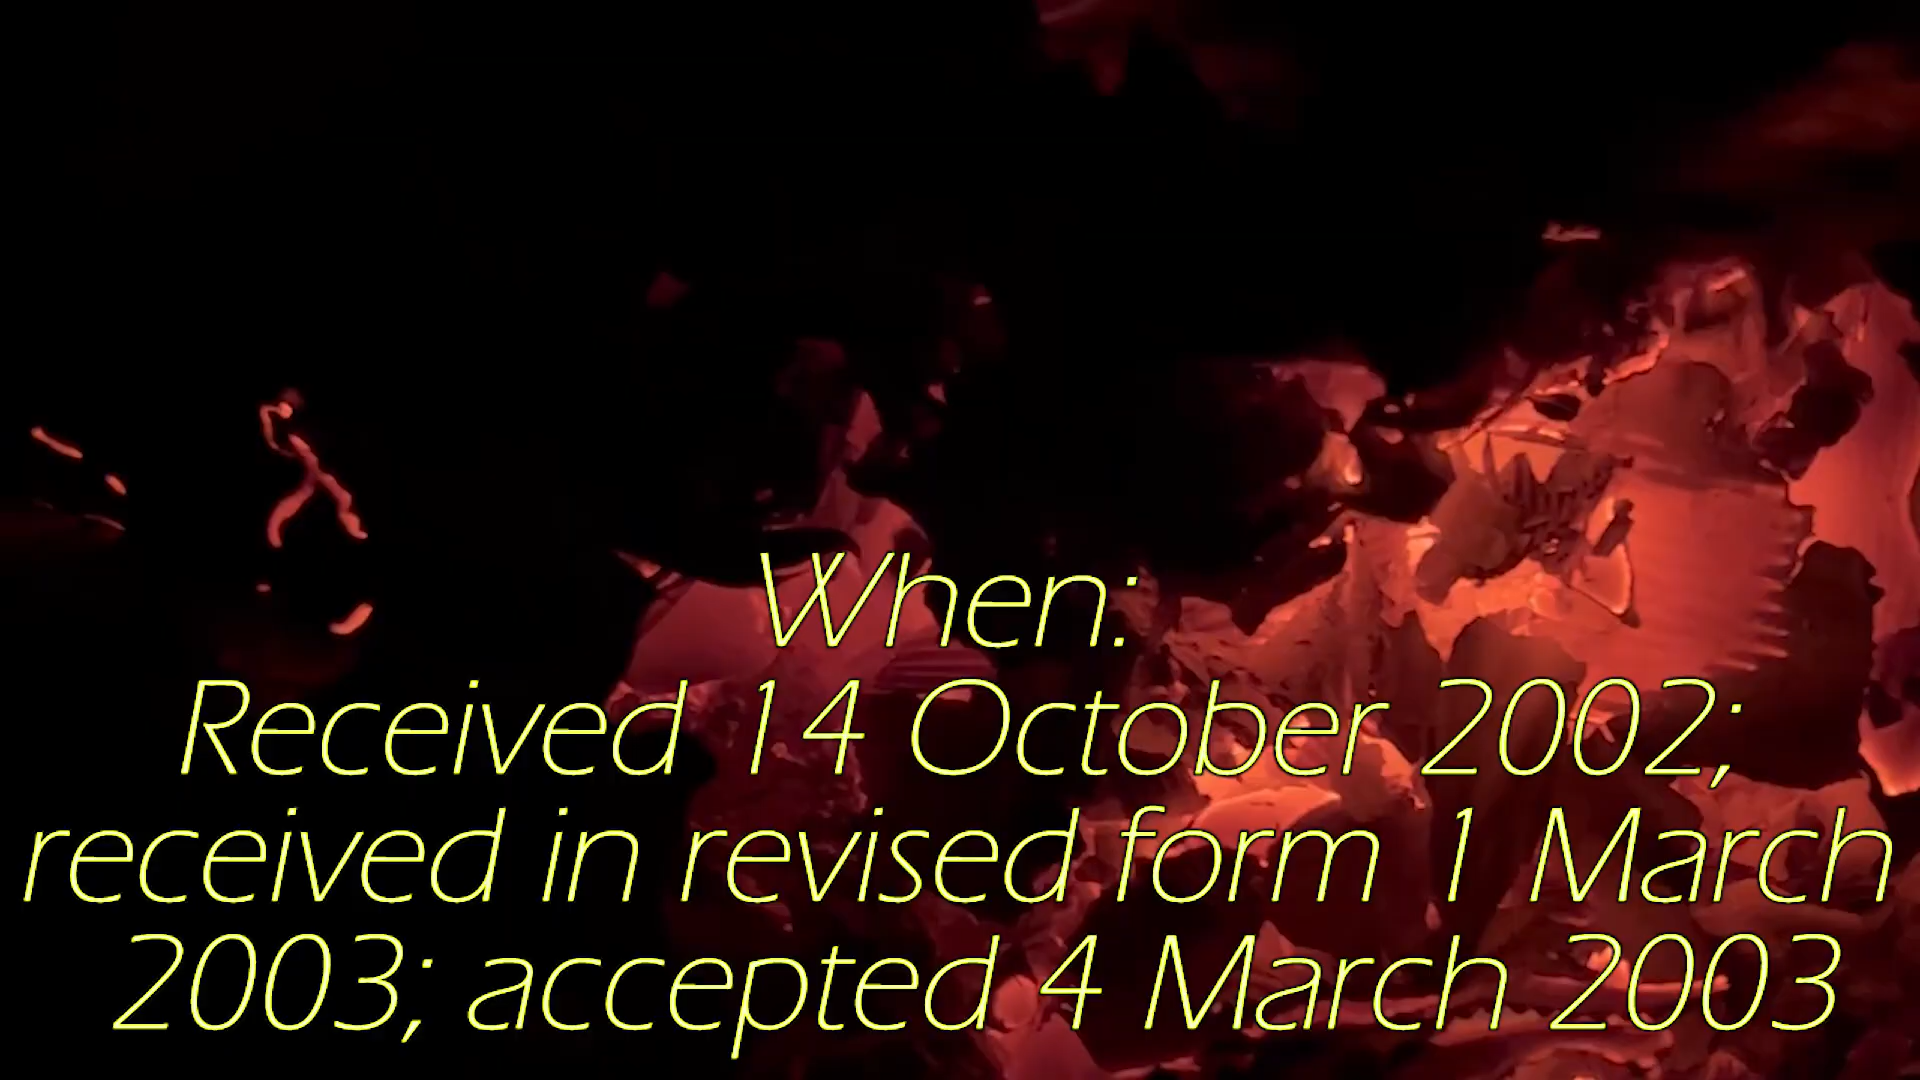 When:
Received 14 October 2002;
received in revised form 1 March
2003; accepted 4 March 2003